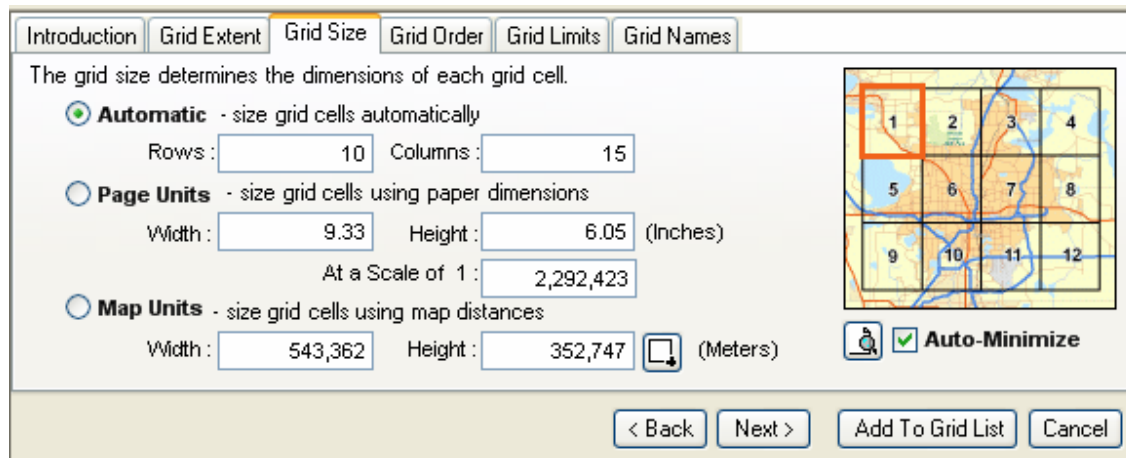 Introduction Grid Extent Grid Size Grid Order Grid Limits Grid Names
The grid size determines the dimensions of each grid cell.
Automatic - size grid cells automatically
Rows : 10 Columns : 15
Page Units - size grid cells using paper dimensions
Width : 9.33 Height : 6.05 (Inches)
At a Scale of 1 : 2,292,423
Map Units - size grid cells using map distances
Width : 543,362 Height : 352,747 (Meters)
1 2 3 4
5 6 7 8
9 10 11 12
Auto-Minimize
< Back Next > Add To Grid List Cancel